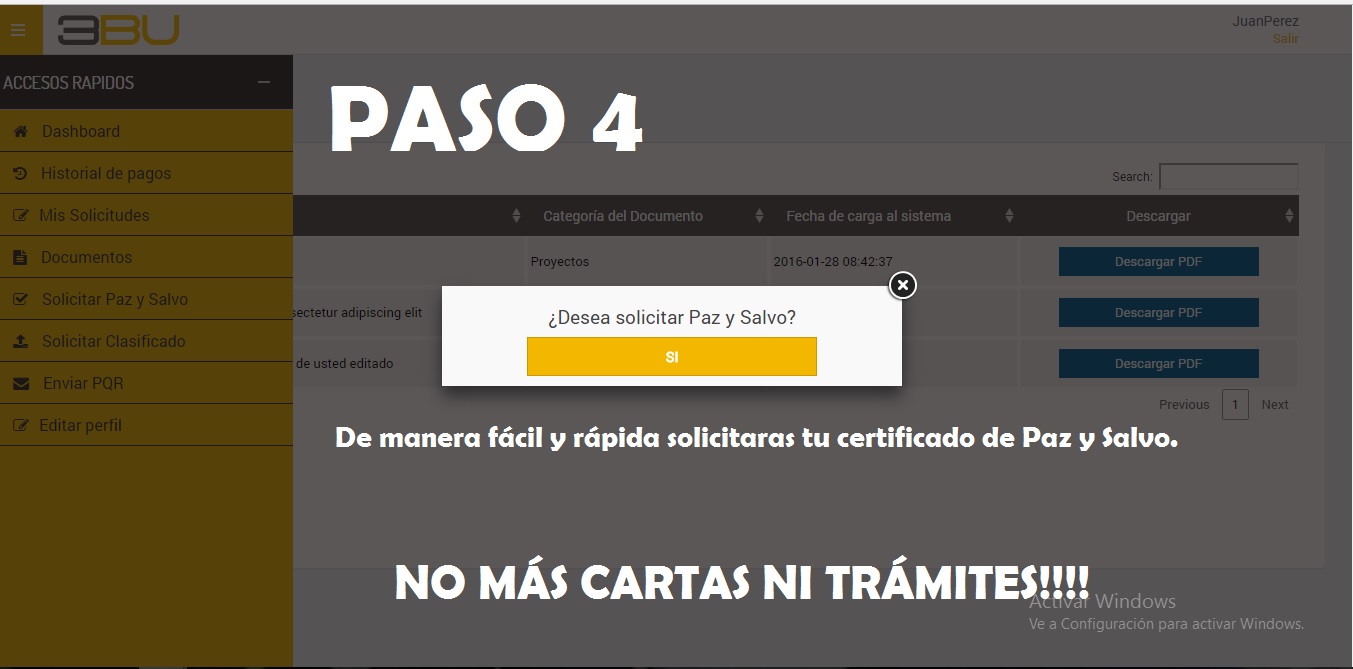 3BU
JuanPerez
Salir
ACCESOS RAPIDOS
Dashboard
Historial de pagos
Mis Solicitudes
Documentos
Solicitar Paz y Salvo
Solicitar Clasificado
Enviar PQR
Editar perfil
PASO 4
Search:
Categoría del Documento Fecha de carga al sistema Descargar
Proyectos 2016-01-28 08:42:37 Descargar PDF
sectetur adipiscing elit Descargar PDF
de usted editado Descargar PDF
¿Desea solicitar Paz y Salvo?
SI
Previous 1 Next
De manera fácil y rápida solicitaras tu certificado de Paz y Salvo.
NO MÁS CARTAS NI TRÁMITES!!!!
Activar Windows
Ve a Configuración para activar Windows.